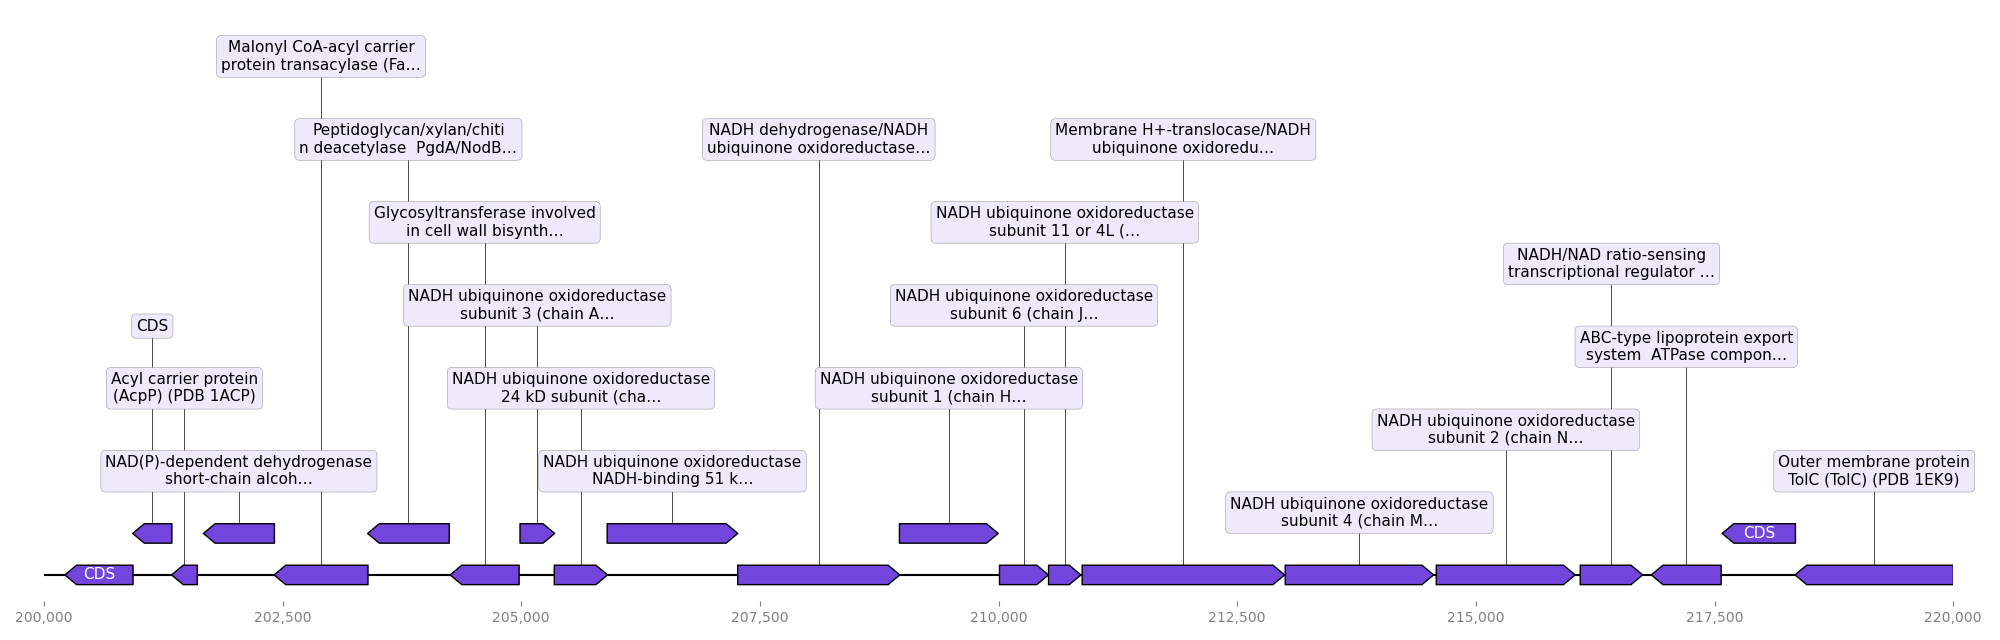 Malonyl CoA-acyl carrier
protein transacylase (Fa…
Peptidoglycan/xylan/chiti
n deacetylase  PgdA/NodB…
NADH dehydrogenase/NADH
ubiquinone oxidoreductase…
Membrane H+-translocase/NADH
ubiquinone oxidoredu…
Glycosyltransferase involved
in cell wall bisynth…
NADH ubiquinone oxidoreductase
subunit 11 or 4L (…
NADH/NAD ratio-sensing
transcriptional regulator …
NADH ubiquinone oxidoreductase
subunit 3 (chain A…
NADH ubiquinone oxidoreductase
subunit 6 (chain J…
CDS
ABC-type lipoprotein export
system  ATPase compon…
Acyl carrier protein
(AcpP) (PDB 1ACP)
NADH ubiquinone oxidoreductase
24 kD subunit (cha…
NADH ubiquinone oxidoreductase
subunit 1 (chain H…
NADH ubiquinone oxidoreductase
subunit 2 (chain N…
NAD(P)-dependent dehydrogenase
short-chain alcoh…
NADH ubiquinone oxidoreductase
NADH-binding 51 k…
Outer membrane protein
TolC (TolC) (PDB 1EK9)
NADH ubiquinone oxidoreductase
subunit 4 (chain M…
CDS
CDS
200,000
202,500
205,000
207,500
210,000
212,500
215,000
217,500
220,000